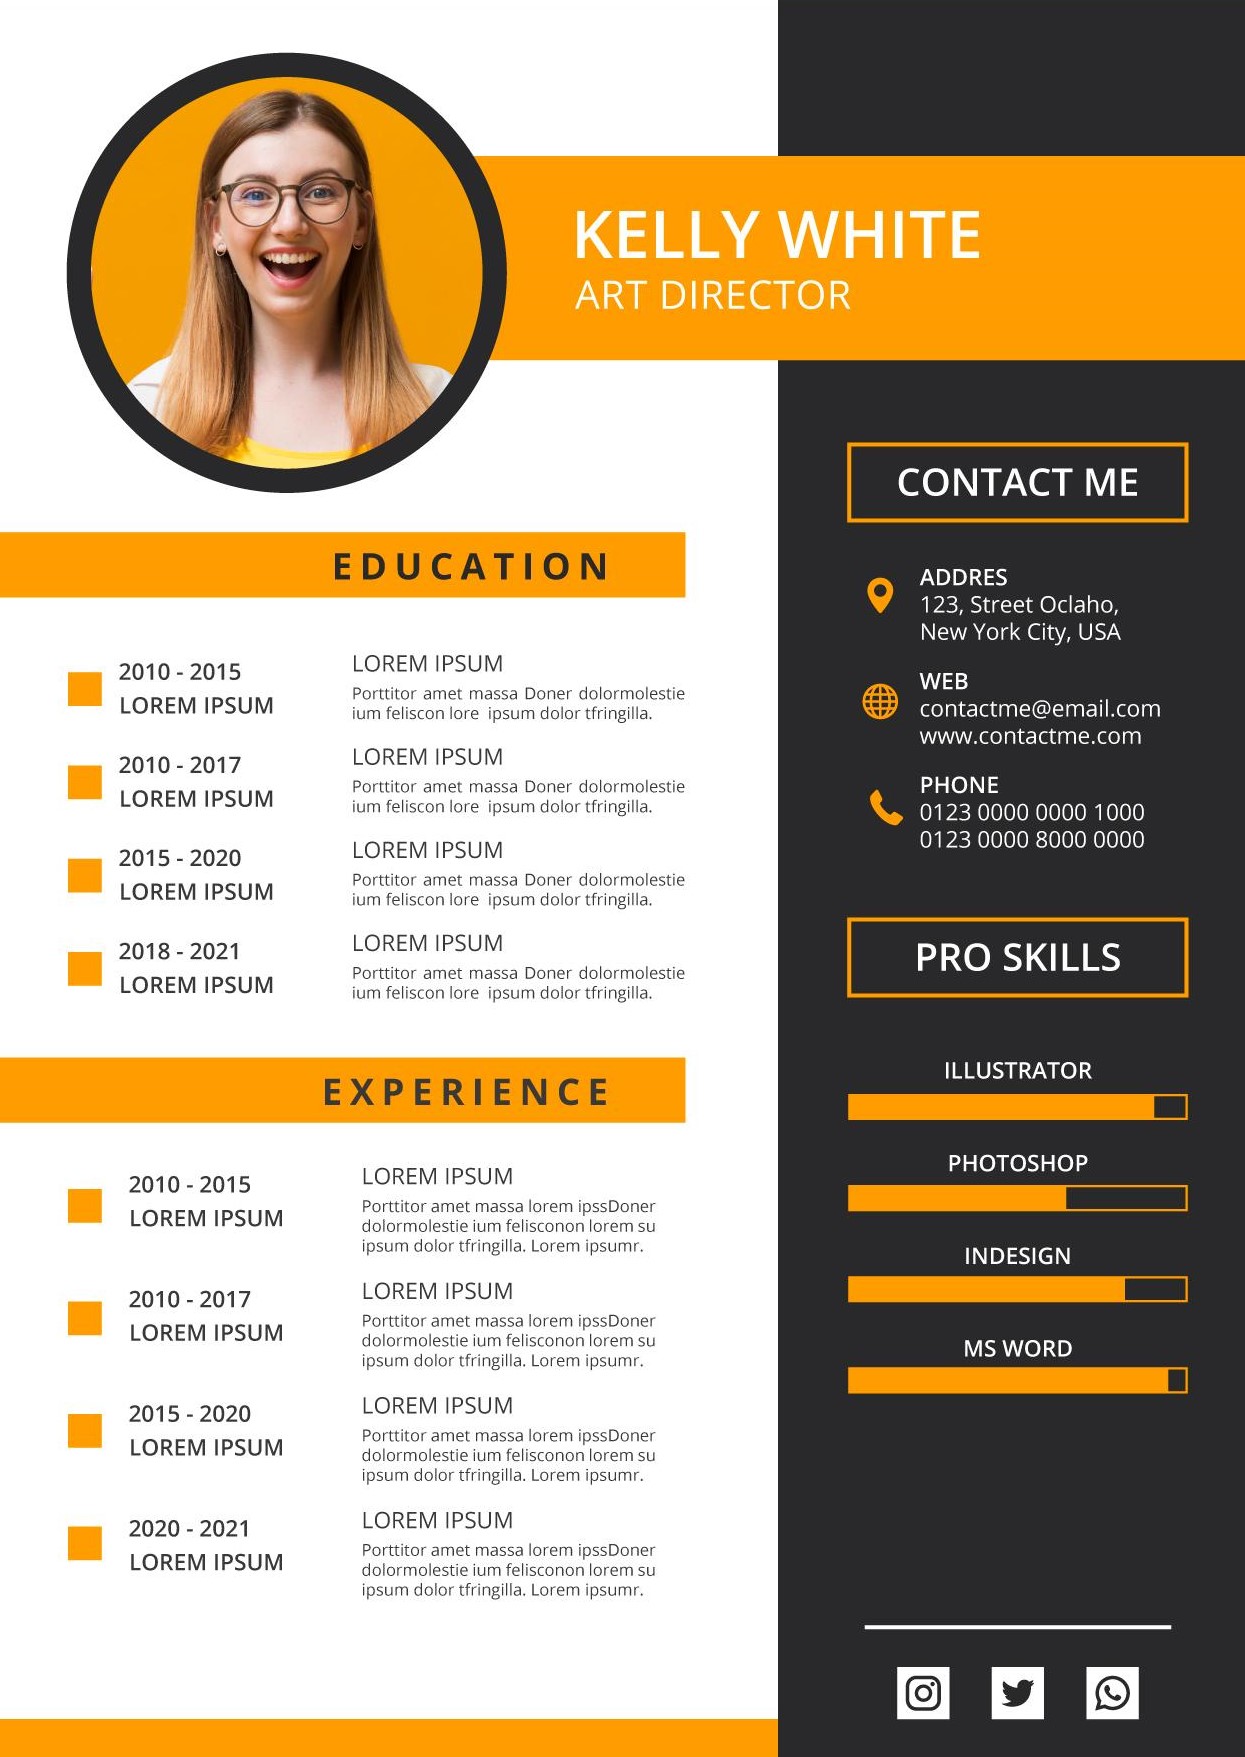 KELLY WHITE
ART DIRECTOR
EDUCATION
2010 - 2015
LOREM IPSUM
LOREM IPSUM
Porttitor amet massa Doner dolormolestie
ium feliscon lore ipsum dolor tfringilla.
2010 - 2017
LOREM IPSUM
LOREM IPSUM
Porttitor amet massa Doner dolormolestie
ium feliscon lore ipsum dolor tfringilla.
2015 - 2020
LOREM IPSUM
LOREM IPSUM
Porttitor amet massa Doner dolormolestie
ium feliscon lore ipsum dolor tfringilla.
2018 - 2021
LOREM IPSUM
LOREM IPSUM
Porttitor amet massa Doner dolormolestie
ium feliscon lore ipsum dolor tfringilla.
EXPERIENCE
2010 - 2015
LOREM IPSUM
LOREM IPSUM
Porttitor amet massa lorem ipssDoner
dolormolestie ium felisconon lorem su
ipsum dolor tfringilla. Lorem ipsumr.
2010 - 2017
LOREM IPSUM
LOREM IPSUM
Porttitor amet massa lorem ipssDoner
dolormolestie ium felisconon lorem su
ipsum dolor tfringilla. Lorem ipsumr.
2015 - 2020
LOREM IPSUM
LOREM IPSUM
Porttitor amet massa lorem ipssDoner
dolormolestie ium felisconon lorem su
ipsum dolor tfringilla. Lorem ipsumr.
2020 - 2021
LOREM IPSUM
LOREM IPSUM
Porttitor amet massa lorem ipssDoner
dolormolestie ium felisconon lorem su
ipsum dolor tfringilla. Lorem ipsumr.
CONTACT ME
ADDRES
123, Street Oclaho,
New York City, USA
WEB
contactme@email.com
www.contactme.com
PHONE
0123 0000 0000 1000
0123 0000 8000 0000
PRO SKILLS
ILLUSTRATOR
PHOTOSHOP
INDESIGN
MS WORD